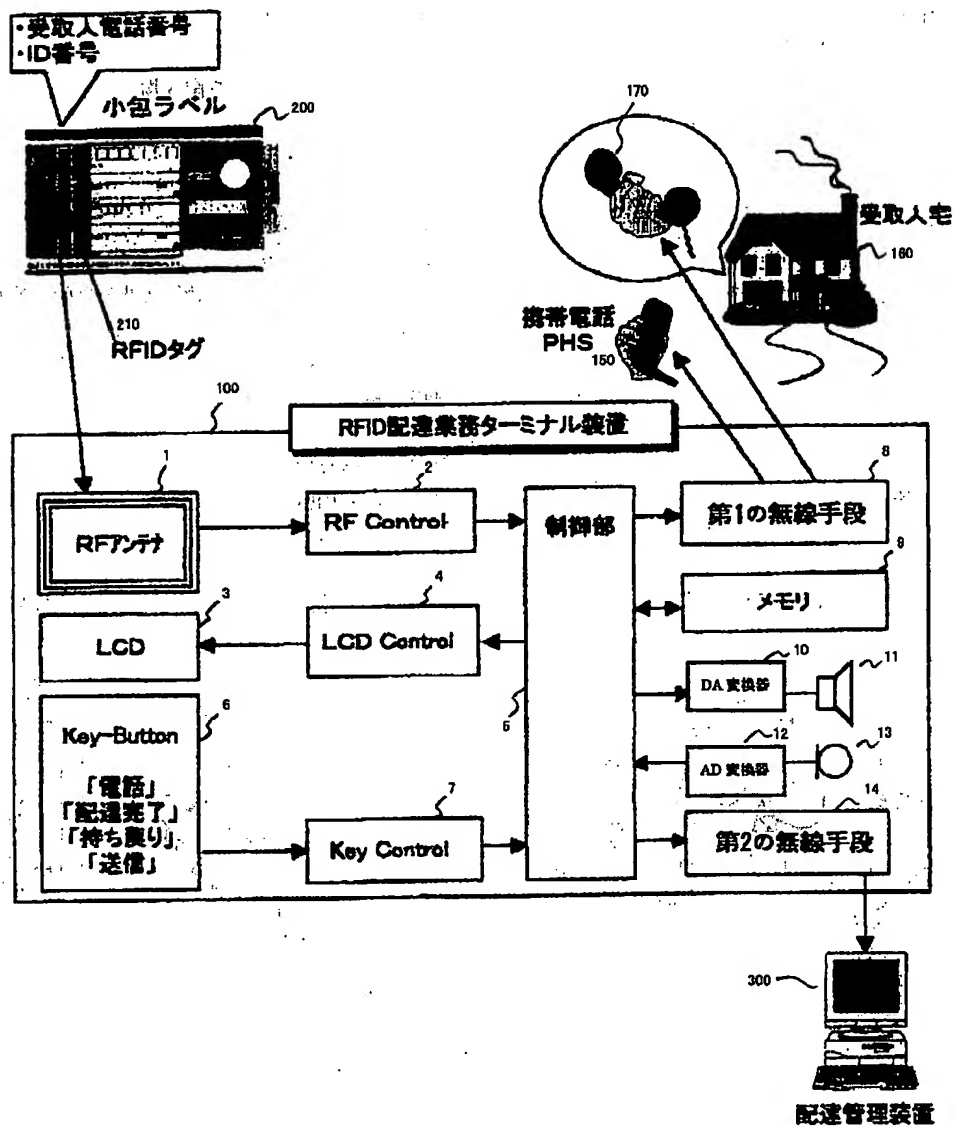 ・受取人電話番号
・ID番号
小包ラベル
200
210
RFIDタグ
170
受取人宅
160
携帯電話
PHS
150
100
RFID配達業務ターミナル装置
1
RFアンテナ
2
RF Control
制御部
5
8
第1の無線手段
3
LCD
4
LCD Control
9
メモリ
10
DA 変換器
11
12
AD 変換器
13
6
Key-Button
「電話」
「配達完了」
「持ち戻り」
「送信」
7
Key Control
14
第2の無線手段
300
配達管理装置